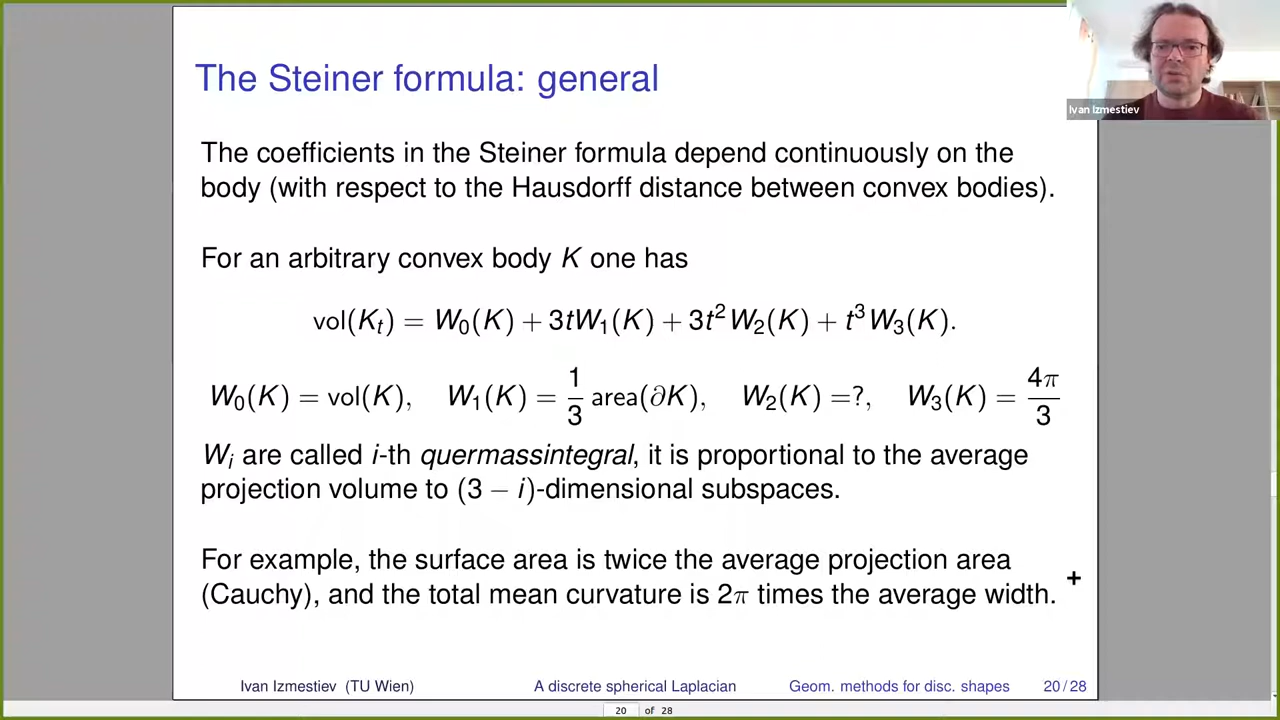 The Steiner formula: general
Ivan Izmestiev
The coefficients in the Steiner formula depend continuously on the
body (with respect to the Hausdorff distance between convex bodies).
For an arbitrary convex body K one has
vol(K_t) = W_0(K) + 3tW_1(K) + 3t^2W_2(K) + t^3W_3(K).
W_0(K) = vol(K), W_1(K) = 1/3 area(∂K), W_2(K) =?, W_3(K) = 4π/3
W_i are called i-th quermassintegral, it is proportional to the average
projection volume to (3 − i)-dimensional subspaces.
For example, the surface area is twice the average projection area
(Cauchy), and the total mean curvature is 2π times the average width.
Ivan Izmestiev (TU Wien) A discrete spherical Laplacian Geom. methods for disc. shapes 20 / 28
20 of 28